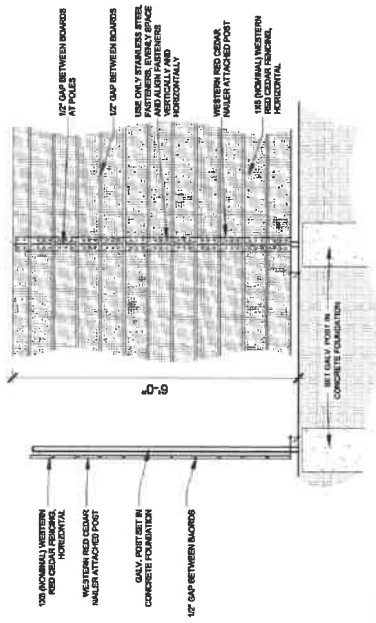 1/2" GAP BETWEEN BOARDS
AT POLES
1/2" GAP BETWEEN BOARDS
USE ONLY STAINLESS STEEL
FASTENERS, EVENLY SPACE
AND ALIGN FASTENERS
VERTICALLY AND
HORIZONTALLY
WESTERN RED CEDAR
NAILER ATTACHED POST
1X8 (NOMINAL) WESTERN
RED CEDAR FENCING,
HORIZONTAL
6'-0"
SET GALV. POST IN
CONCRETE FOUNDATION
1X8 (NOMINAL) WESTERN
RED CEDAR FENCING,
HORIZONTAL
WESTERN RED CEDAR
NAILER ATTACHED POST
GALV. POST SET IN
CONCRETE FOUNDATION
1/2" GAP BETWEEN BAORDS